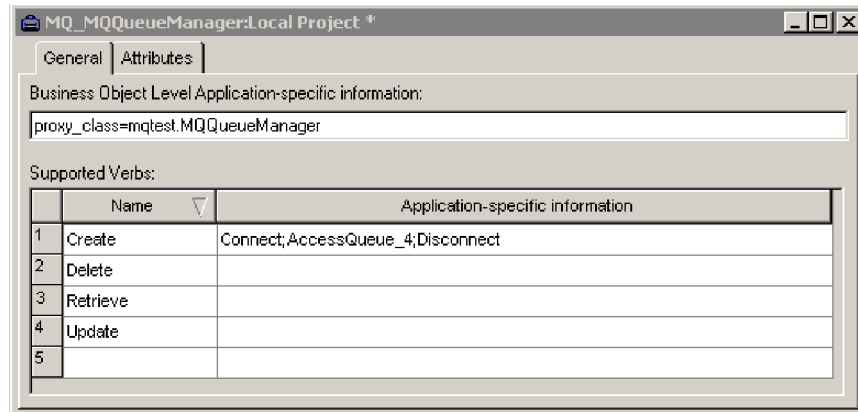 MQ_MQQueueManager:Local Project *
General Attributes
Business Object Level Application-specific information:
proxy_class=mqtest.MQQueueManager
Supported Verbs:
Name Application-specific information
1 Create Connect;AccessQueue_4;Disconnect
2 Delete
3 Retrieve
4 Update
5